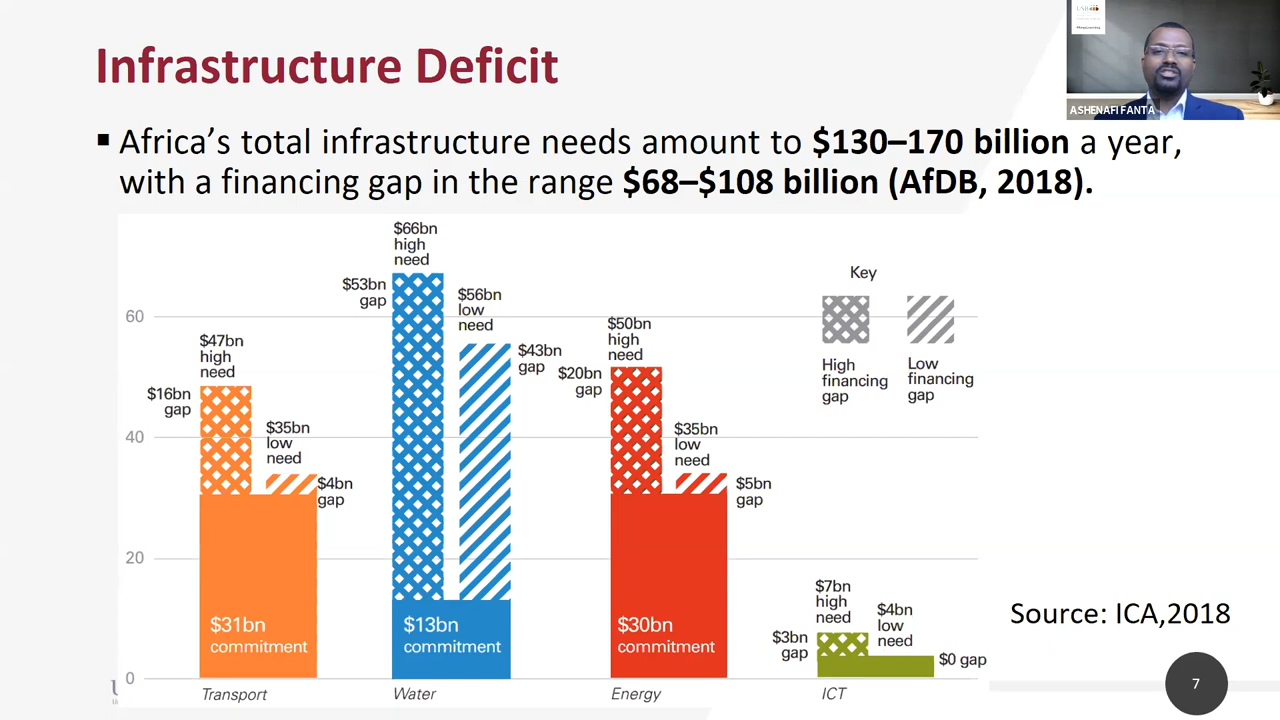 Infrastructure Deficit
ASHENAFI FANTA
▪ Africa’s total infrastructure needs amount to $130–170 billion a year,
with a financing gap in the range $68–$108 billion (AfDB, 2018).
$66bn
high
need
$53bn
gap
$56bn
low
need
$43bn
gap
$47bn
high
need
$16bn
gap
$35bn
low
need
$4bn
gap
$50bn
high
need
$20bn
gap
$35bn
low
need
$5bn
gap
Key
High
financing
gap
Low
financing
gap
60
40
20
0
$31bn
commitment
$13bn
commitment
$30bn
commitment
$7bn
high
need
$3bn
gap
$4bn
low
need
$0 gap
Transport
Water
Energy
ICT
Source: ICA,2018
7